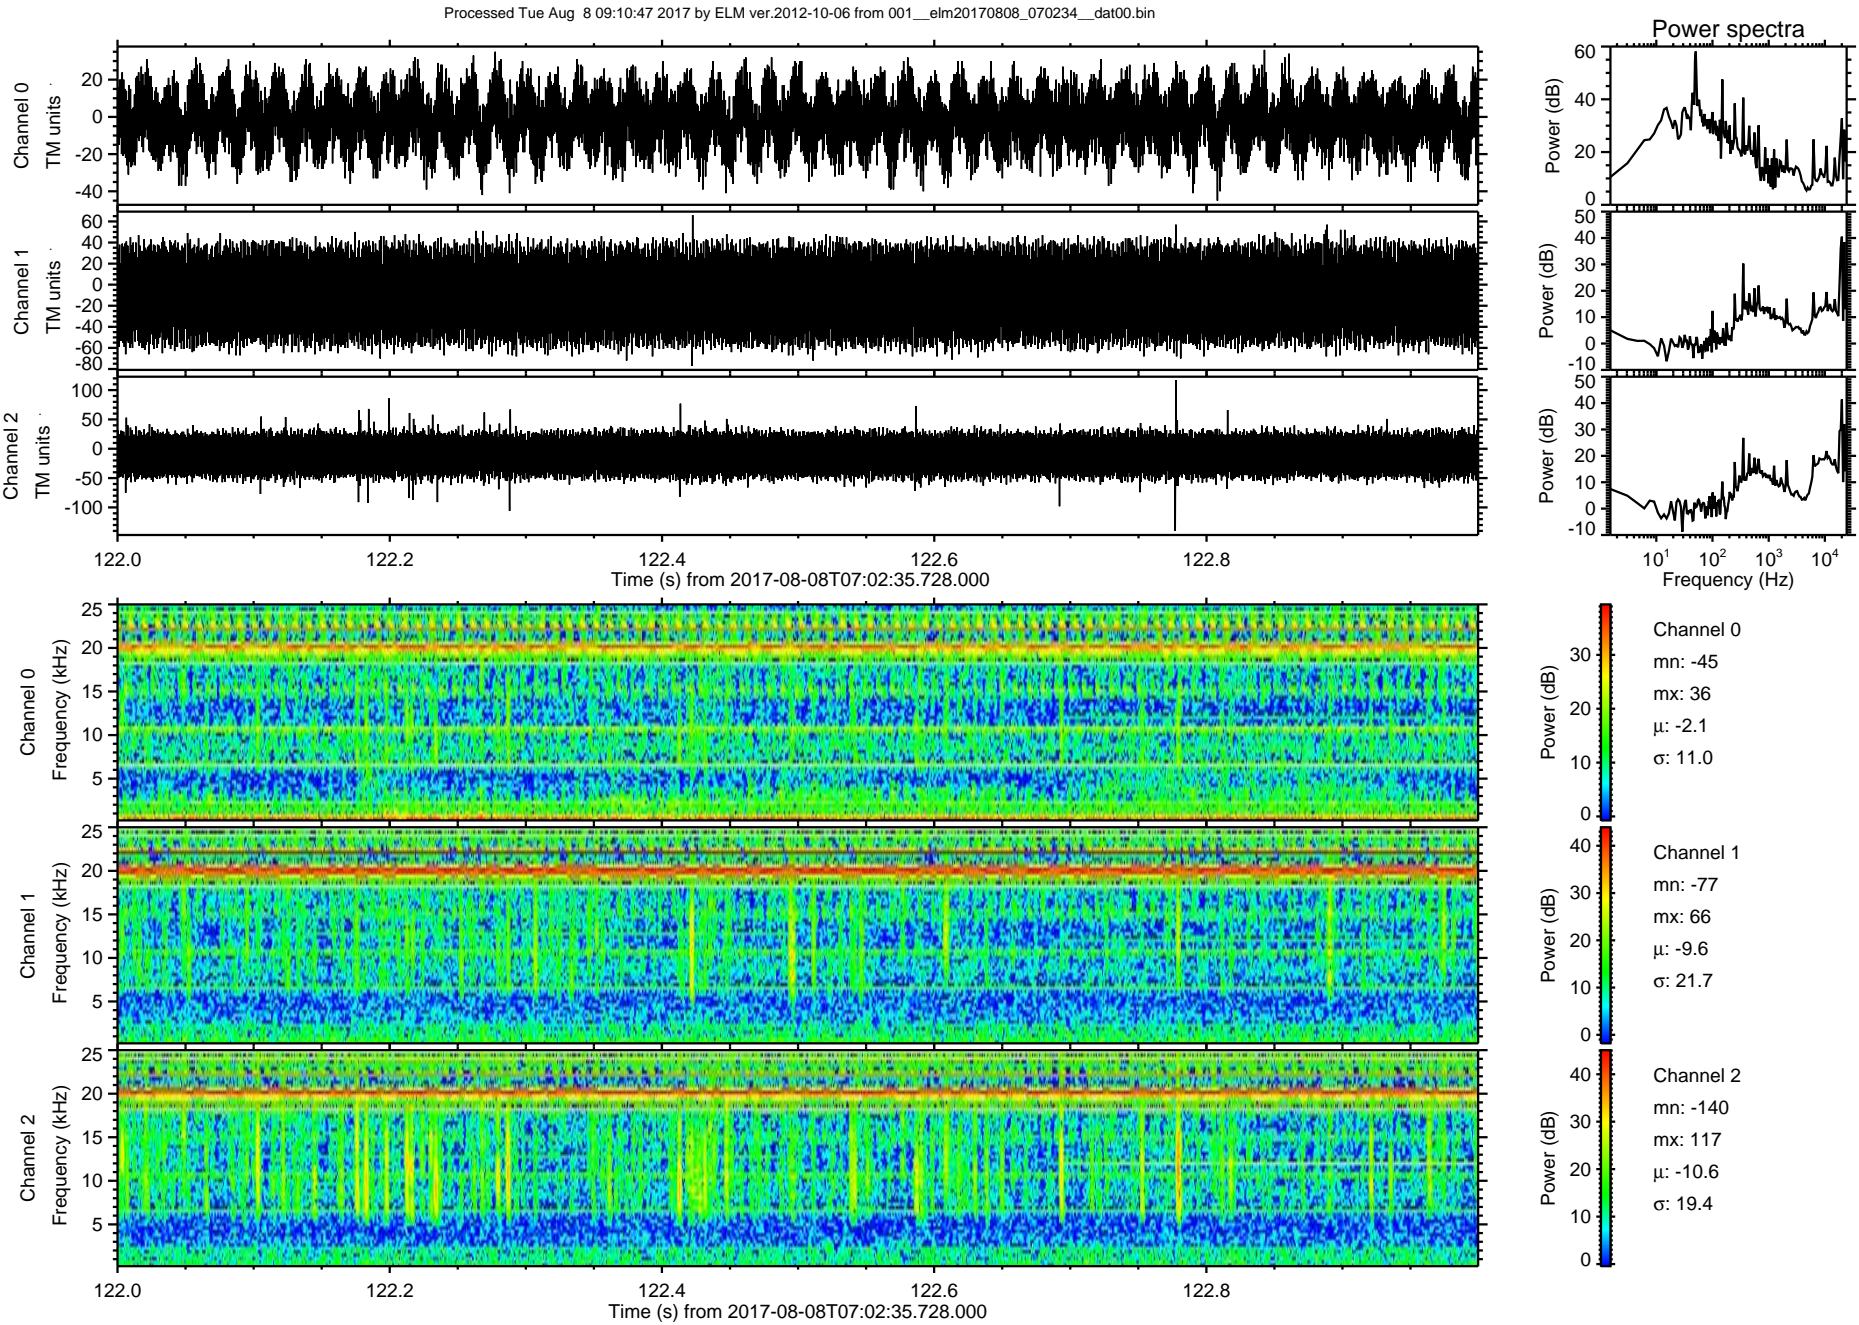 Processed Tue Aug  8 09:10:47 2017 by ELM ver.2012-10-06 from 001__elm20170808_070234__dat00.bin
Power spectra
Channel 0
TM units
20
0
-20
-40
Power (dB)
60
40
20
0
Channel 1
TM units
60
40
20
0
-20
-40
-60
-80
Power (dB)
50
40
30
20
10
0
-10
Channel 2
TM units
100
50
0
-50
-100
Power (dB)
50
40
30
20
10
0
-10
122.0 122.2 122.4 122.6 122.8
Time (s) from 2017-08-08T07:02:35.728.000
10^1 10^2 10^3 10^4
Frequency (Hz)
Channel 0
Frequency (kHz)
25
20
15
10
5
Power (dB)
30
20
10
0
Channel 0
mn: -45
mx: 36
μ: -2.1
σ: 11.0
Channel 1
Frequency (kHz)
25
20
15
10
5
Power (dB)
40
30
20
10
0
Channel 1
mn: -77
mx: 66
μ: -9.6
σ: 21.7
Channel 2
Frequency (kHz)
25
20
15
10
5
Power (dB)
40
30
20
10
0
Channel 2
mn: -140
mx: 117
μ: -10.6
σ: 19.4
122.0 122.2 122.4 122.6 122.8
Time (s) from 2017-08-08T07:02:35.728.000